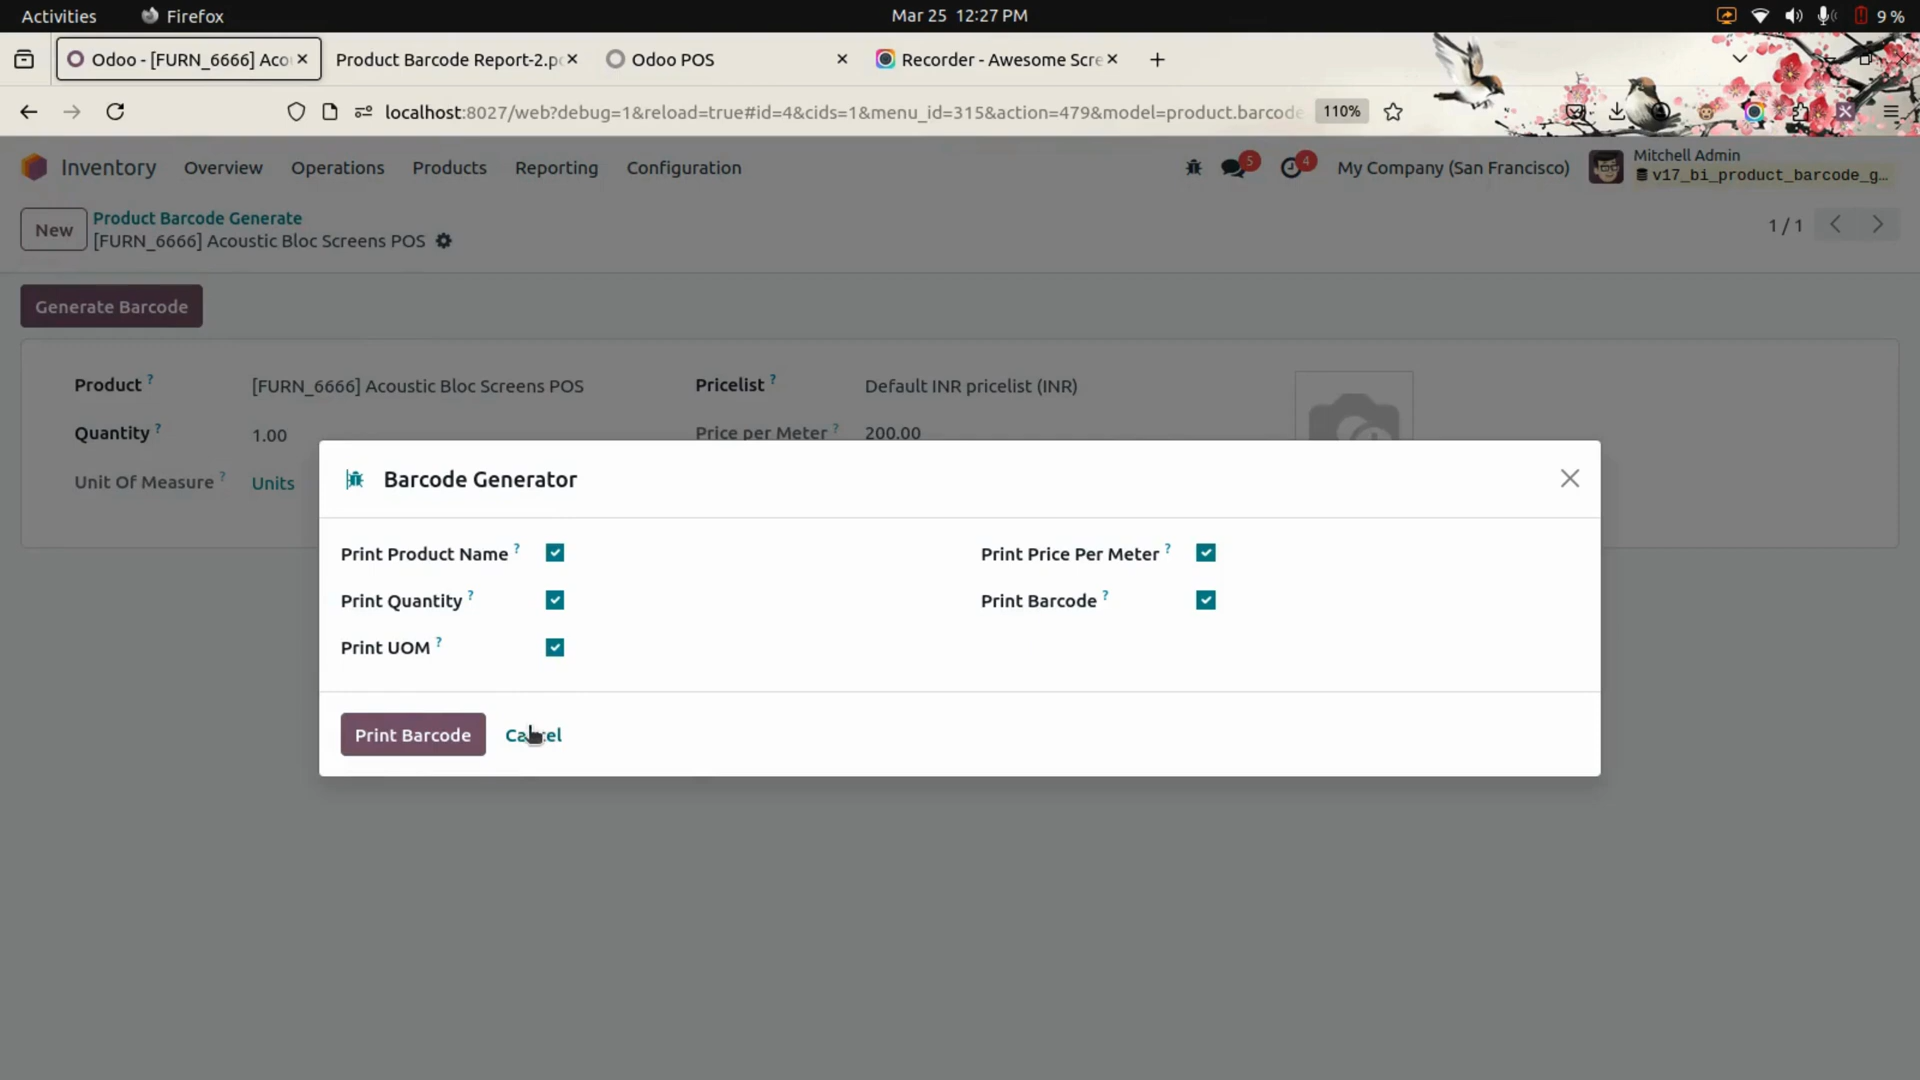 Activities Firefox Mar 25 12:27 PM 9 %
Odoo - [FURN_6666] Aco Product Barcode Report-2.p Odoo POS Recorder - Awesome Scre
localhost:8027/web?debug=1&reload=true#id=4&cids=1&menu_id=315&action=479&model=product.barcode 110%
Inventory Overview Operations Products Reporting Configuration 5 4 My Company (San Francisco) Mitchell Admin
v17_bi_product_barcode_g...
New Product Barcode Generate
[FURN_6666] Acoustic Bloc Screens POS 1 / 1
Generate Barcode
Product ? [FURN_6666] Acoustic Bloc Screens POS Pricelist ? Default INR pricelist (INR)
Quantity ? 1.00 Price per Meter ? 200.00
Unit Of Measure ? Units
Barcode Generator
Print Product Name ? Print Price Per Meter ?
Print Quantity ? Print Barcode ?
Print UOM ?
Print Barcode Cancel